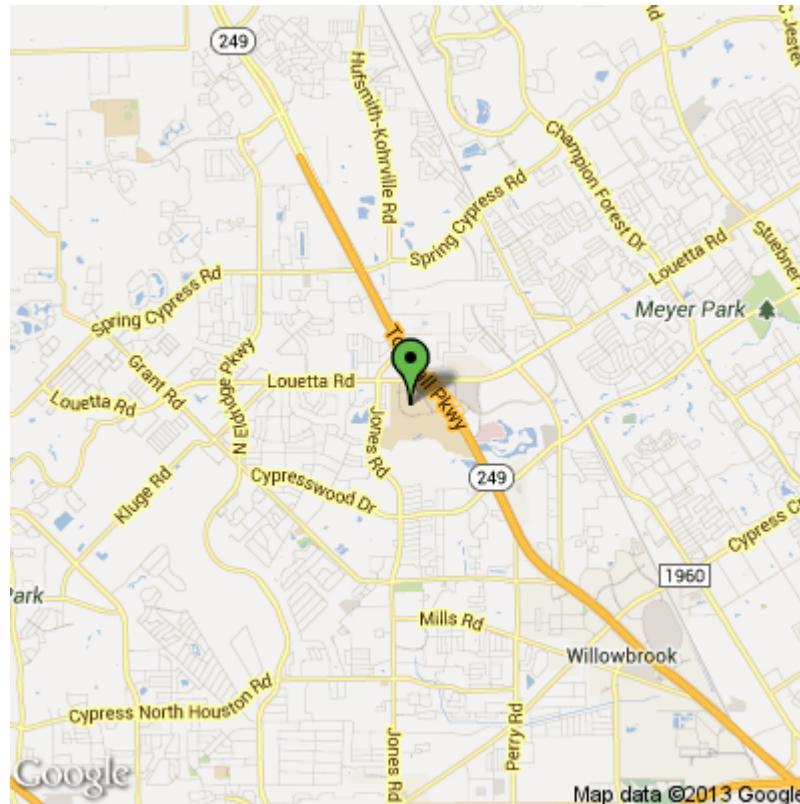 249
Hufsmith-Kohrville Rd
Champion Forest Dr
Spring Cypress Rd
Louetta Rd
Stuebner
Meyer Park
Spring Cypress Rd
Grant Rd
N Eldridge Pkwy
Louetta Rd
Louetta Rd
Pkwy
Jones Rd
249
Kluge Rd
Cypresswood Dr
Cypress
1960
Park
Mills Rd
Willowbrook
Cypress North Houston Rd
Jones Rd
Perry Rd
Google
Map data ©2013 Google